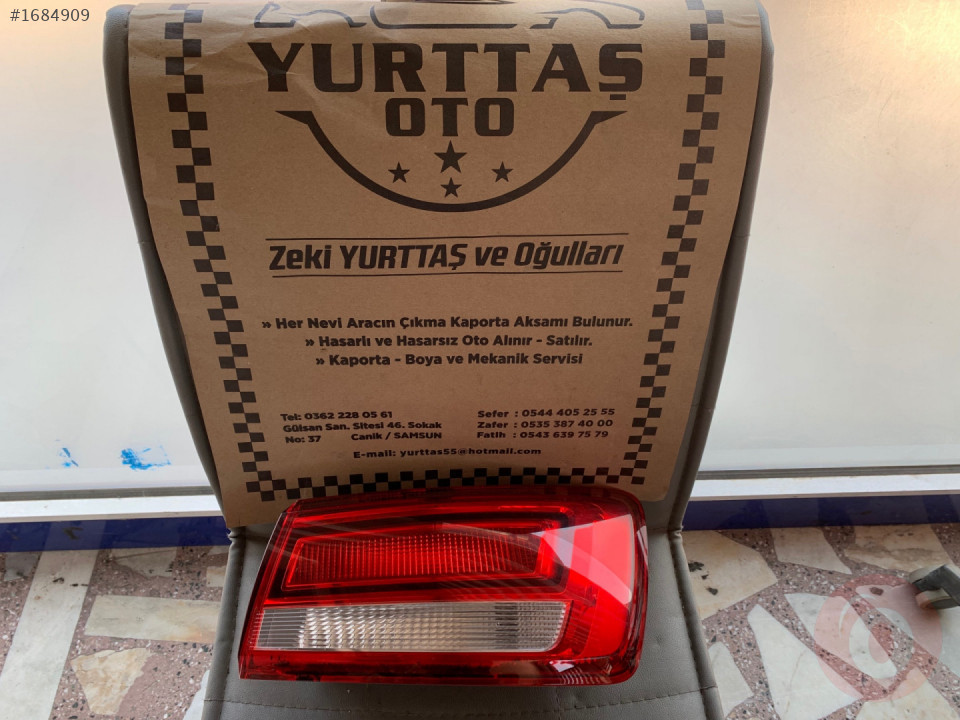 #1684909
YURTTAŞ
OTO
Zeki YURTTAŞ ve Oğulları
» Her Nevi Aracın Çıkma Kaporta Aksamı Bulunur.
» Hasarlı ve Hasarsız Oto Alınır - Satılır.
» Kaporta - Boya ve Mekanik Servisi
Tel: 0362 228 05 61
Gülsan San. Sitesi 46. Sokak
No: 37 Canik / SAMSUN
Sefer : 0544 405 25 55
Zafer : 0535 387 40 00
Fatih : 0543 639 75 79
E-mail: yurttas55@hotmail.com